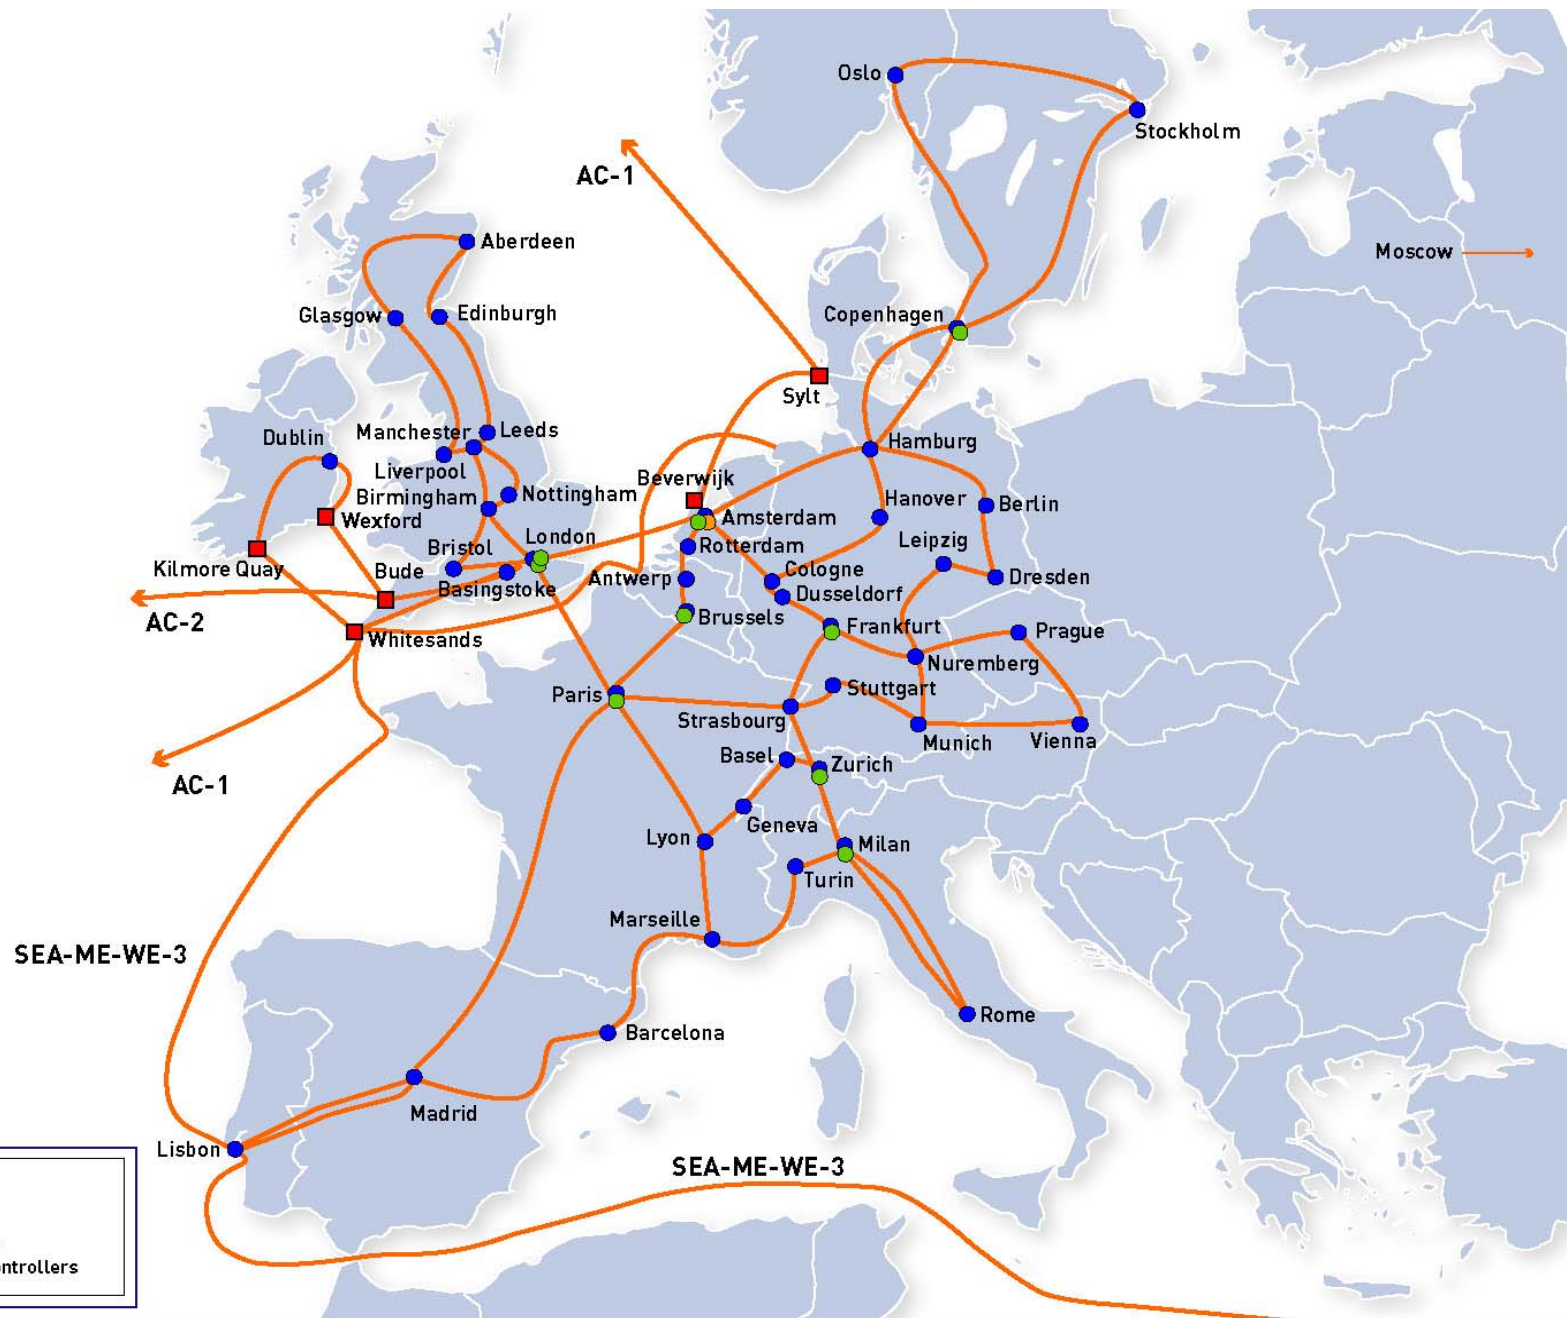 Oslo
Stockholm
AC-1
Aberdeen
Moscow
Glasgow
Edinburgh
Copenhagen
Sylt
Dublin
Manchester
Leeds
Hamburg
Liverpool
Beverwijk
Birmingham
Nottingham
Hanover
Berlin
Wexford
Amsterdam
London
Rotterdam
Leipzig
Bristol
Kilmore Quay
Bude
Basingstoke
Antwerp
Cologne
Dusseldorf
Dresden
AC-2
Brussels
Frankfurt
Prague
Whitesands
Nuremberg
Paris
Stuttgart
Strasbourg
Munich
Vienna
Basel
Zurich
AC-1
Geneva
Lyon
Milan
Turin
Marseille
SEA-ME-WE-3
Rome
Barcelona
Madrid
Lisbon
SEA-ME-WE-3
ntrollers